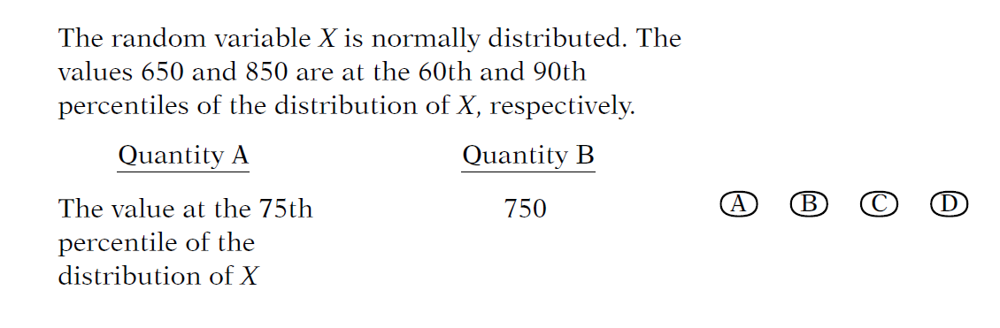 The random variable X is normally distributed. The
values 650 and 850 are at the 60th and 90th
percentiles of the distribution of X, respectively.
Quantity A Quantity B
The value at the 75th 750 A B C D
percentile of the
distribution of X